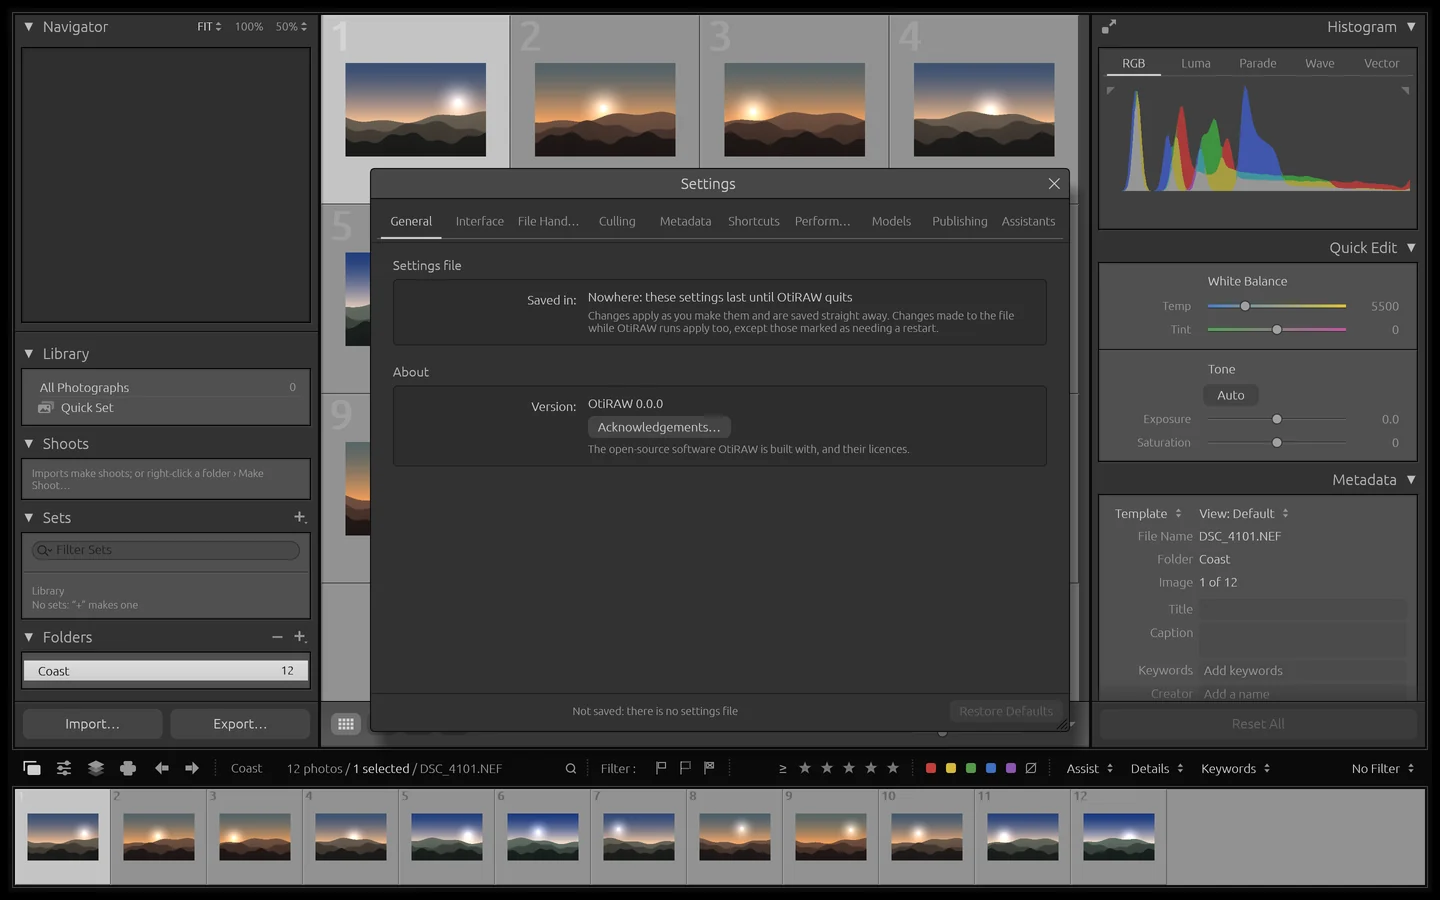 Navigator
FIT 100% 50%
1 2 3 4
Histogram
RGB Luma Parade Wave Vector
Settings
General Interface File Hand... Culling Metadata Shortcuts Perform... Models Publishing Assistants
5
Settings file
Saved in: Nowhere: these settings last until OtiRAW quits
Changes apply as you make them and are saved straight away. Changes made to the file
while OtiRAW runs apply too, except those marked as needing a restart.
About
Version: OtiRAW 0.0.0
Acknowledgements...
The open-source software OtiRAW is built with, and their licences.
9
Not saved: there is no settings file
Restore Defaults
Quick Edit
White Balance
Temp 5500
Tint 0
Tone
Auto
Exposure 0.0
Saturation 0
Metadata
Template View: Default
File Name DSC_4101.NEF
Folder Coast
Image 1 of 12
Title
Caption
Keywords Add keywords
Creator Add a name
Reset All
Library
All Photographs 0
Quick Set
Shoots
Imports make shoots; or right-click a folder › Make
Shoot...
Sets +
Filter Sets
Library
No sets: "+" makes one
Folders − +
Coast 12
Import... Export...
Coast 12 photos / 1 selected / DSC_4101.NEF Filter : ≥ ★ ★ ★ ★ ★ Assist Details Keywords No Filter
1 2 3 4 5 6 7 8 9 10 11 12